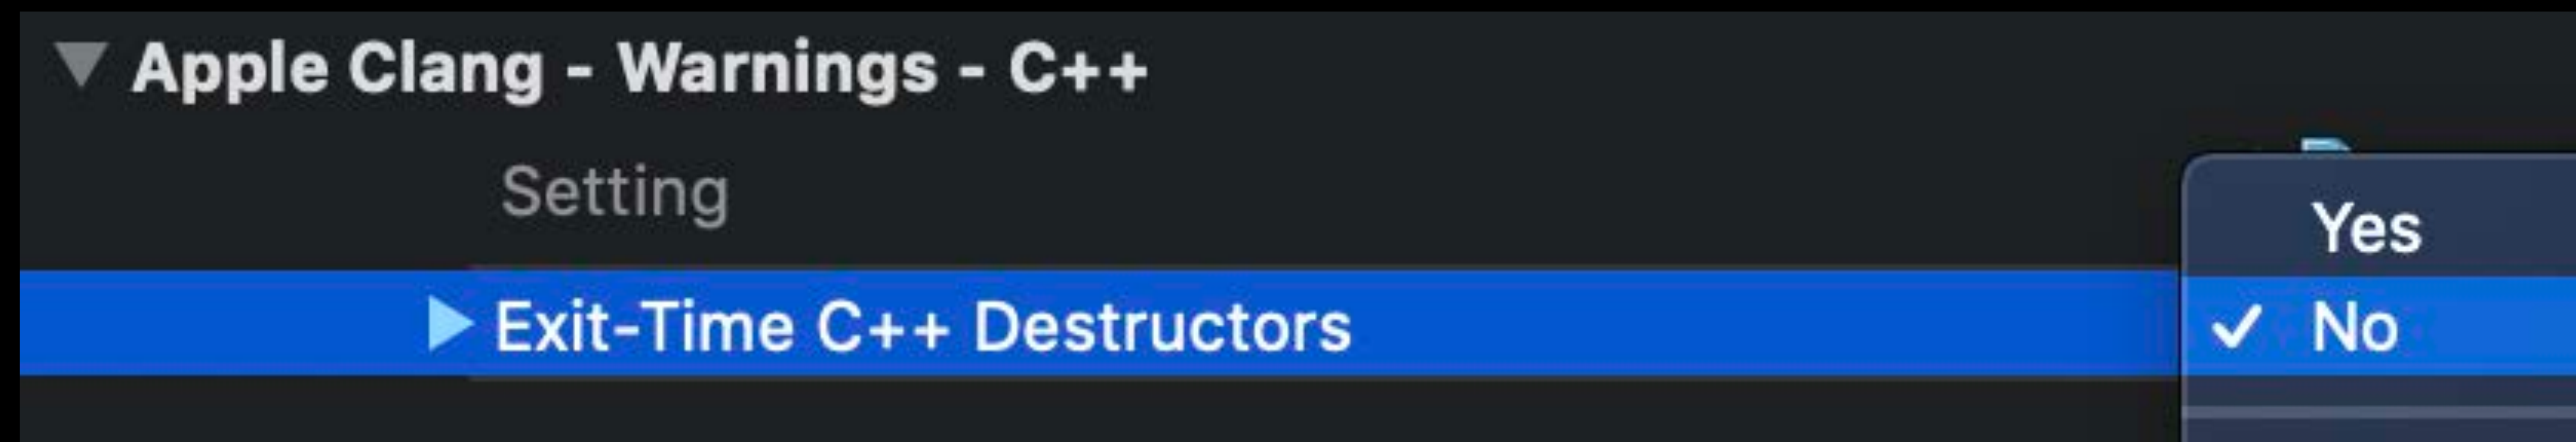 Apple Clang - Warnings - C++
Setting
Yes
Exit-Time C++ Destructors
No